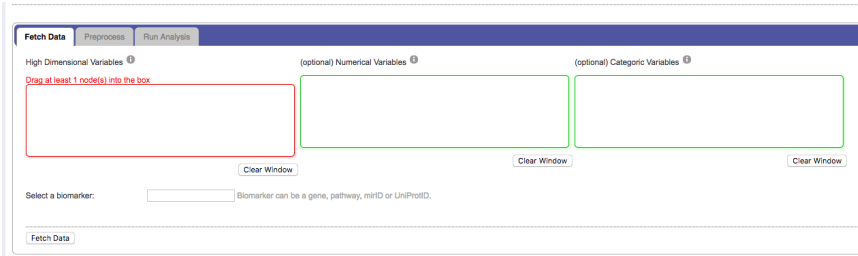 Fetch Data Preprocess Run Analysis
High Dimensional Variables (optional) Numerical Variables (optional) Categoric Variables
Drag at least 1 node(s) into the box
Clear Window Clear Window Clear Window
Select a biomarker: Biomarker can be a gene, pathway, mirID or UniProtID.
Fetch Data